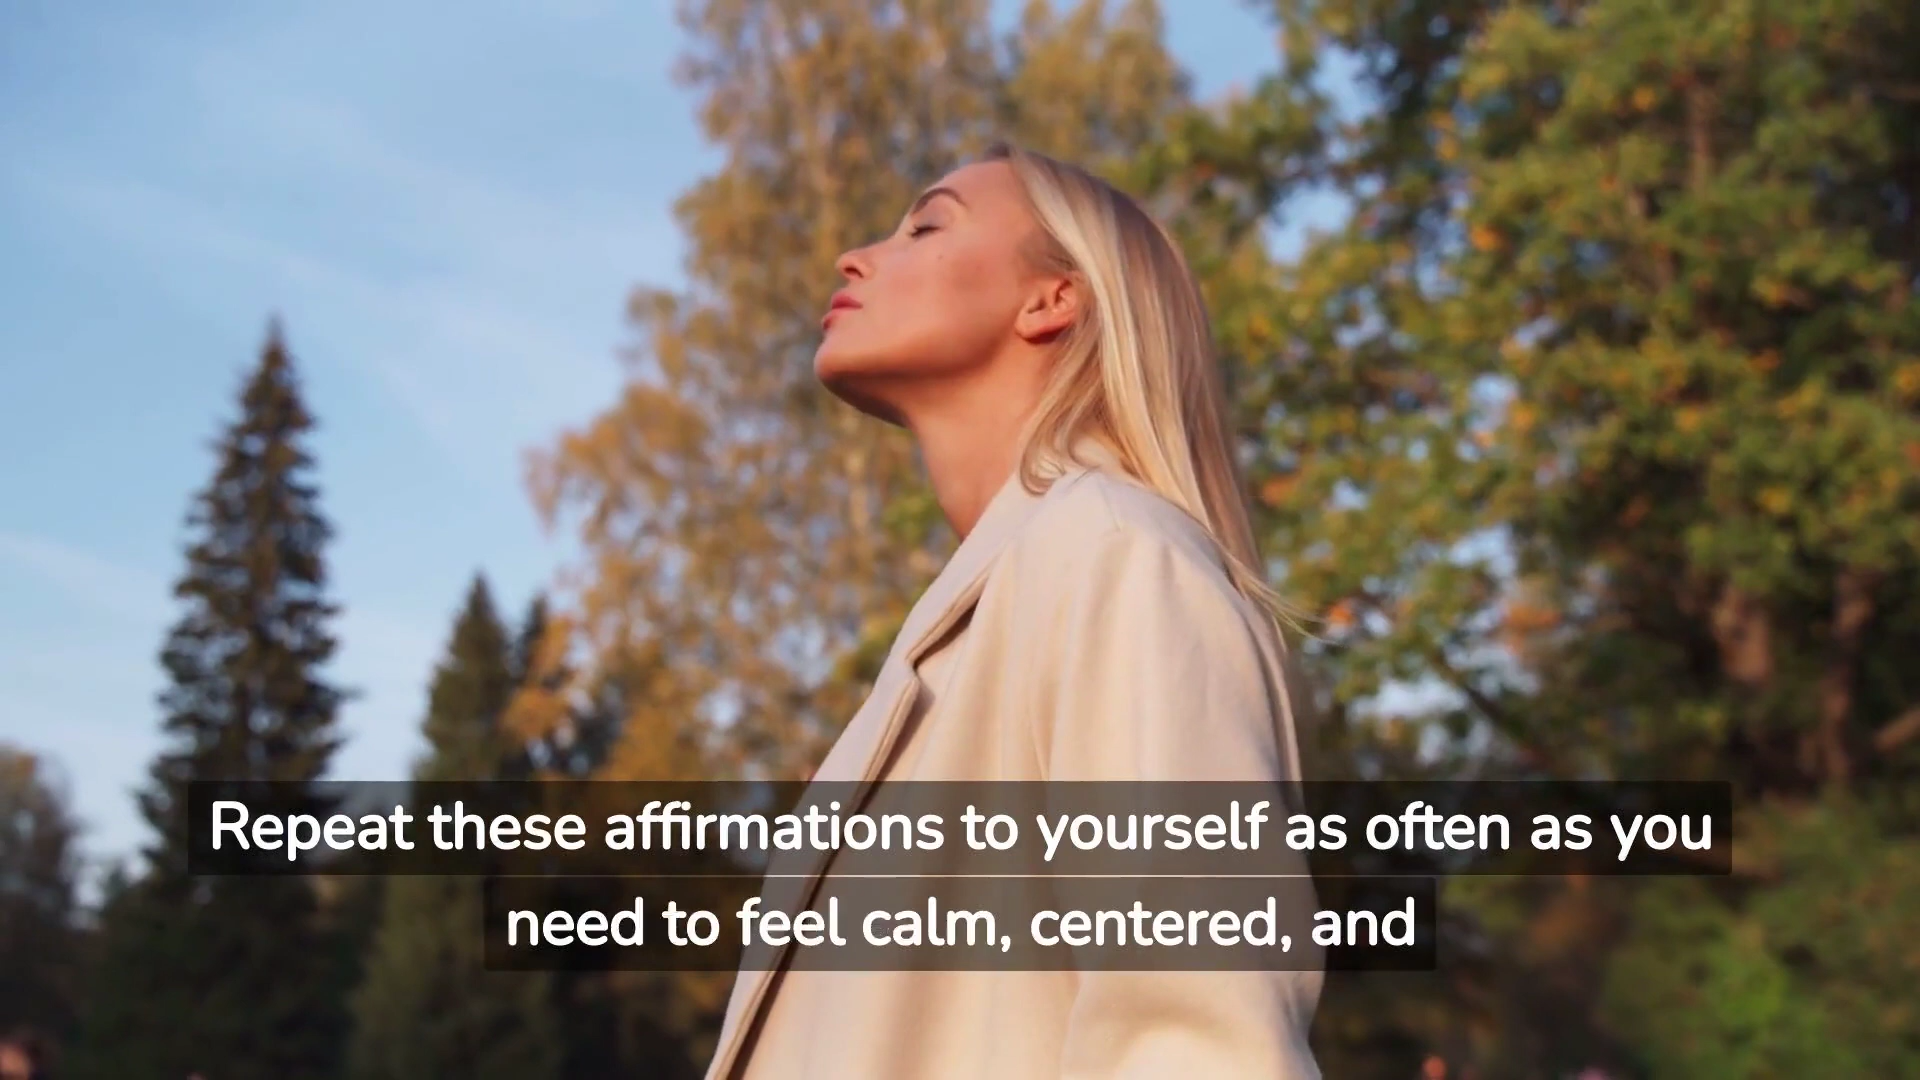 Repeat these affirmations to yourself as often as you
need to feel calm, centered, and